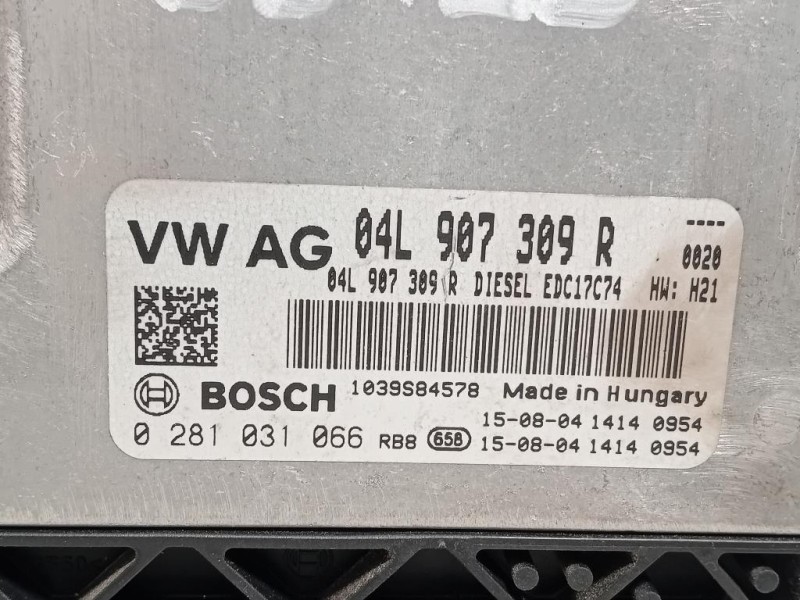 VW AG 04L 907 309 R ----
0020
04L 907 309 R DIESEL EDC17C74 HW: H21
BOSCH 1039S84578 Made in Hungary
15-08-04 1414 0954
0 281 031 066 RB8 658 15-08-04 1414 0954